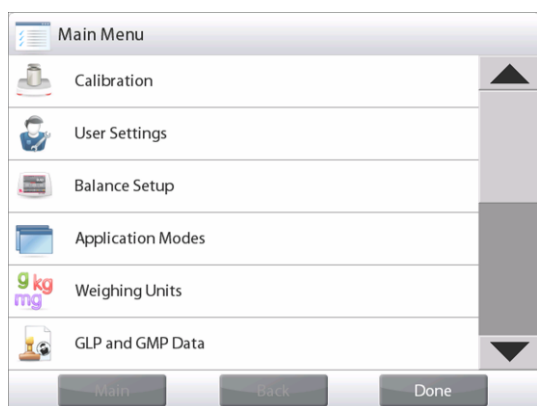 Main Menu
Calibration
User Settings
Balance Setup
Application Modes
g kg
mg
Weighing Units
GLP and GMP Data
Main Back Done